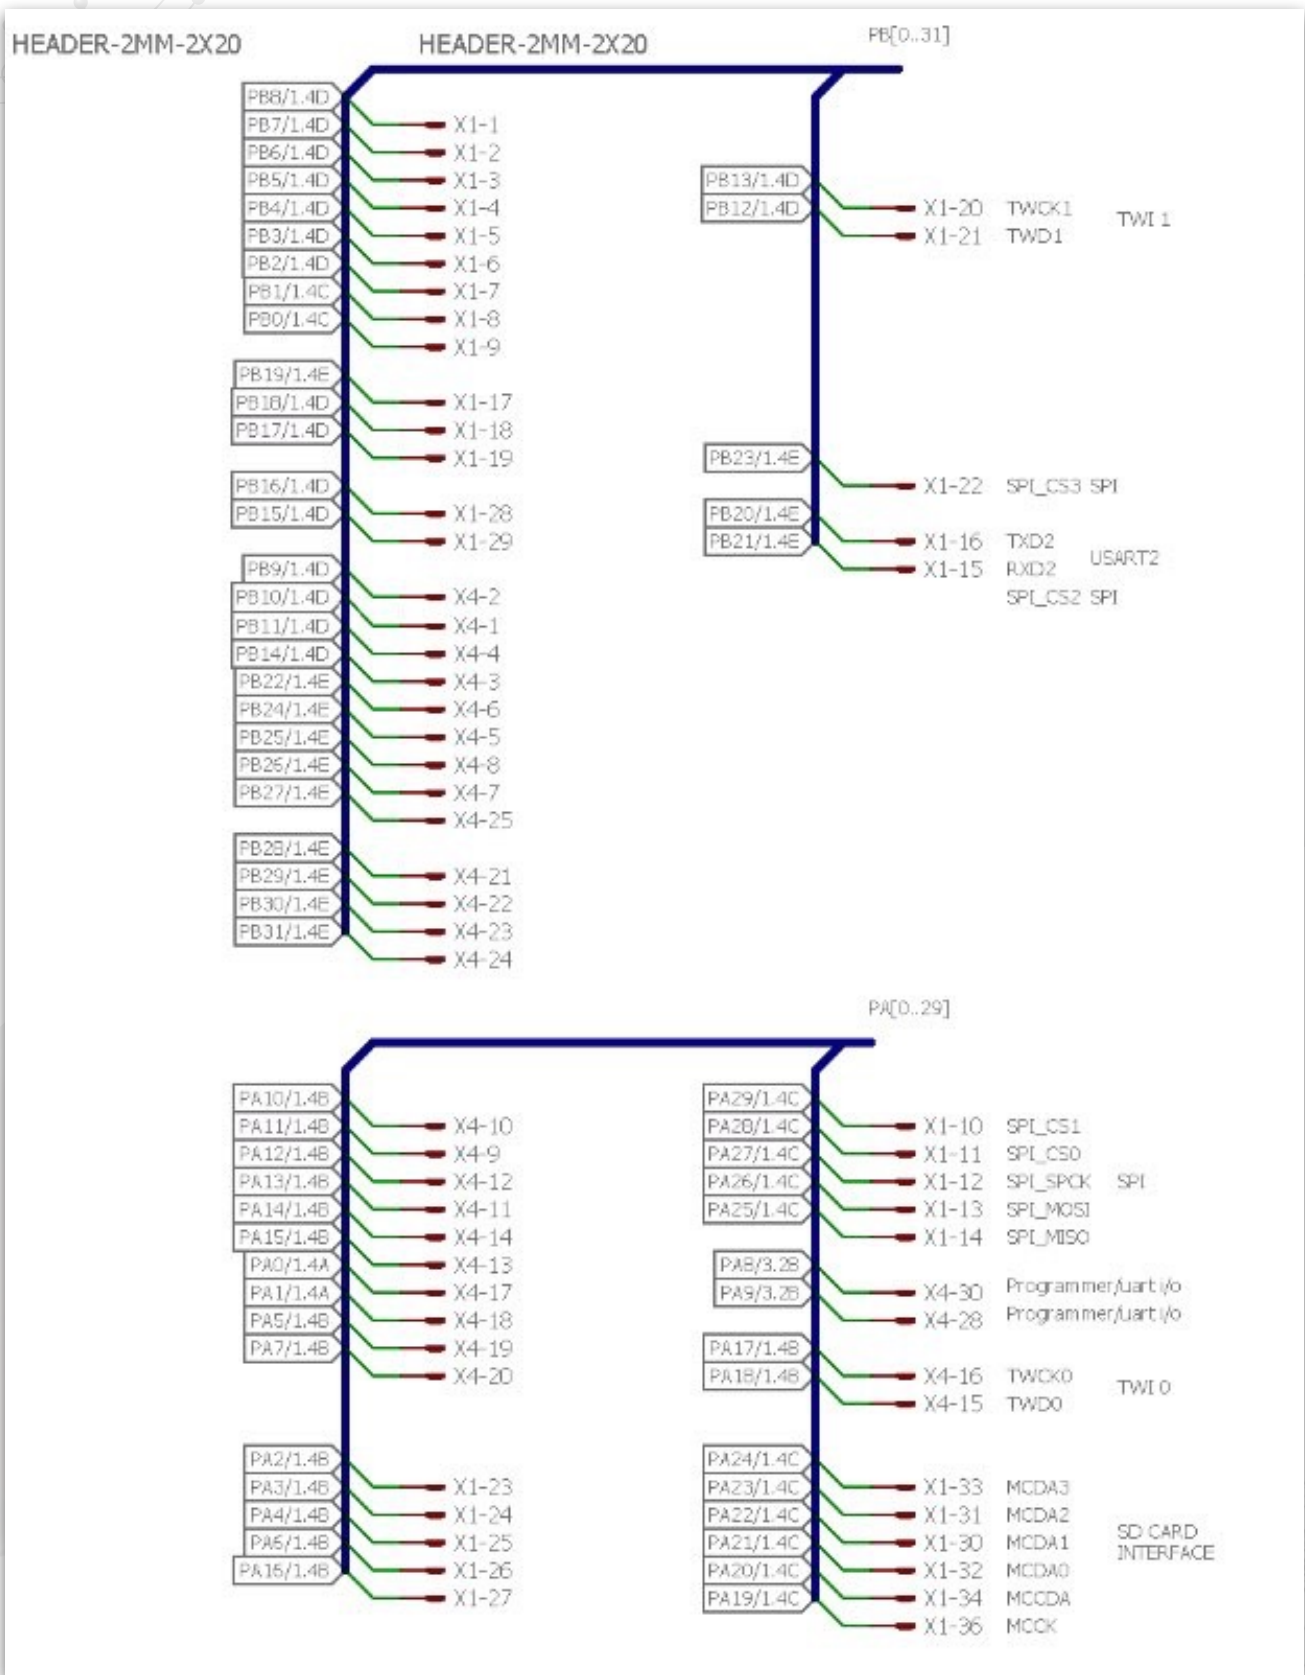 HEADER-2MM-2X20 HEADER-2MM-2X20
PB[0..31]
PB8/1.4D
PB7/1.4D X1-1
PB6/1.4D X1-2
PB5/1.4D X1-3
PB4/1.4D X1-4
PB3/1.4D X1-5
PB2/1.4D X1-6
PB1/1.4C X1-7
PB0/1.4C X1-8
X1-9
PB19/1.4E
PB18/1.4D X1-17
PB17/1.4D X1-18
X1-19
PB16/1.4D
PB15/1.4D X1-28
X1-29
PB9/1.4D
PB10/1.4D X4-2
PB11/1.4D X4-1
PB14/1.4D X4-4
PB22/1.4E X4-3
PB24/1.4E X4-6
PB25/1.4E X4-5
PB26/1.4E X4-8
PB27/1.4E X4-7
X4-25
PB28/1.4E
PB29/1.4E X4-21
PB30/1.4E X4-22
PB31/1.4E X4-23
X4-24
PB13/1.4D
PB12/1.4D X1-20 TWCK1
X1-21 TWD1
TWI 1
PB23/1.4E
X1-22 SPI_CS3 SPI
PB20/1.4E
PB21/1.4E X1-16 TXD2
X1-15 RXD2
USART2
SPI_CS2 SPI
PA[0..29]
PA10/1.4B
PA11/1.4B X4-10
PA12/1.4B X4-9
PA13/1.4B X4-12
PA14/1.4B X4-11
PA15/1.4B X4-14
PA0/1.4A X4-13
PA1/1.4A X4-17
PA5/1.4B X4-18
PA7/1.4B X4-19
X4-20
PA2/1.4B
PA3/1.4B X1-23
PA4/1.4B X1-24
PA6/1.4B X1-25
PA16/1.4B X1-26
X1-27
PA29/1.4C
PA28/1.4C X1-10 SPI_CS1
PA27/1.4C X1-11 SPI_CS0
PA26/1.4C X1-12 SPI_SPCK SPI
PA25/1.4C X1-13 SPI_MOSI
X1-14 SPI_MISO
PA8/3.2B
PA9/3.2B X4-30 Programmer/uart i/o
X4-28 Programmer/uart i/o
PA17/1.4B
PA18/1.4B X4-16 TWCK0
X4-15 TWD0
TWI 0
PA24/1.4C
PA23/1.4C X1-33 MCDA3
PA22/1.4C X1-31 MCDA2
PA21/1.4C X1-30 MCDA1
PA20/1.4C X1-32 MCDA0
PA19/1.4C X1-34 MCCDA
X1-36 MCCK
SD CARD
INTERFACE